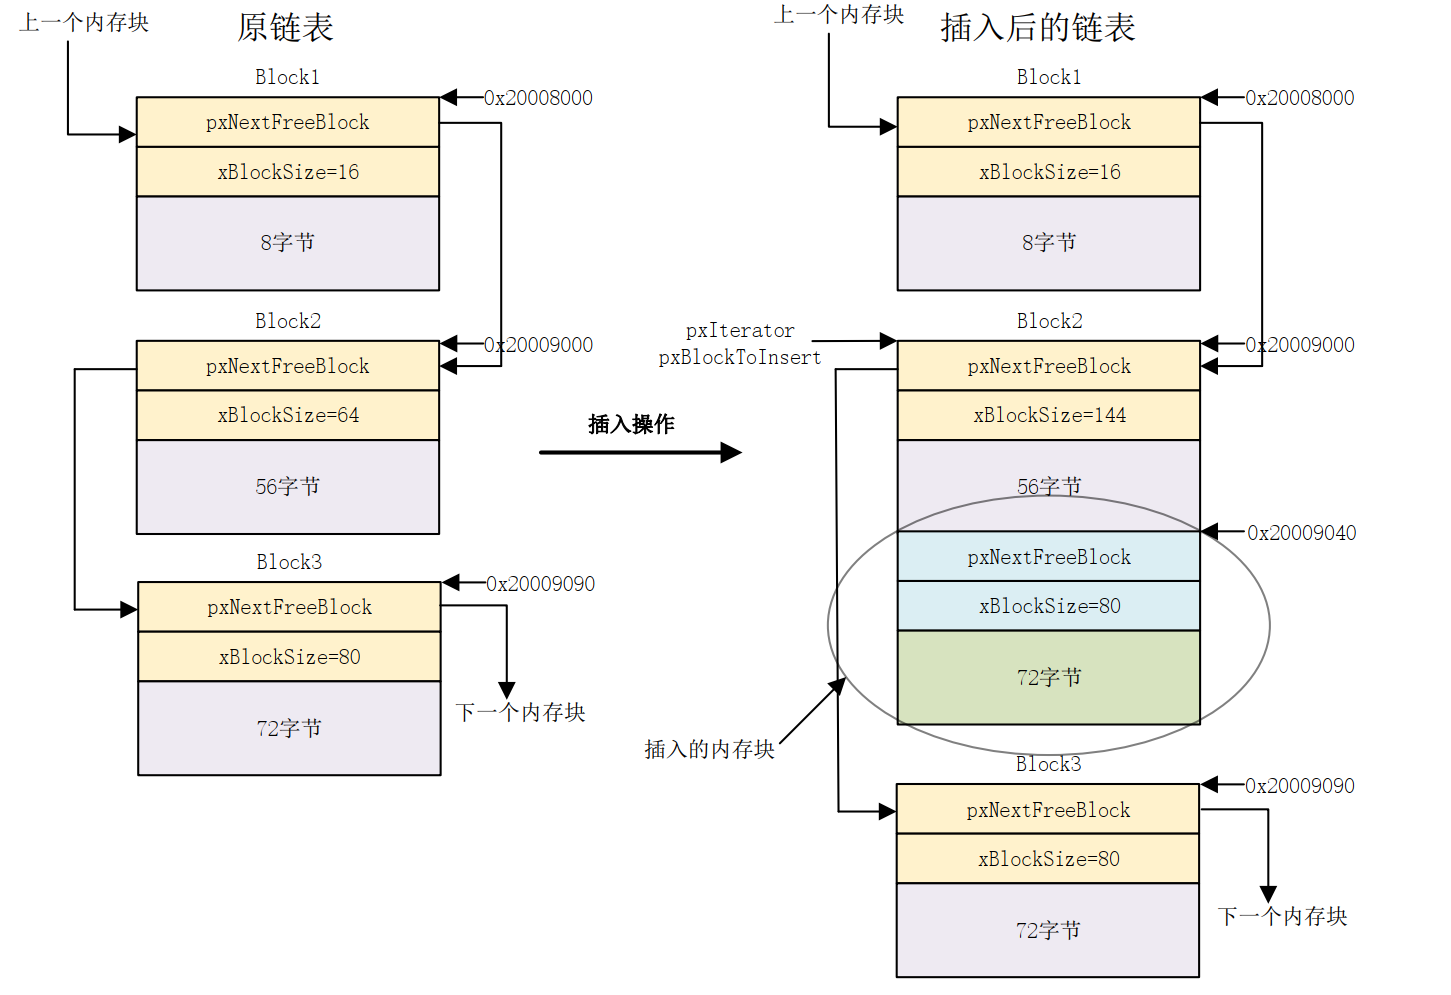 上一个内存块
原链表
Block1
0x20008000
pxNextFreeBlock
xBlockSize=16
8字节
Block2
0x20009000
pxNextFreeBlock
xBlockSize=64
56字节
Block3
0x20009090
pxNextFreeBlock
xBlockSize=80
72字节
下一个内存块
插入操作
上一个内存块
插入后的链表
Block1
0x20008000
pxNextFreeBlock
xBlockSize=16
8字节
Block2
pxIterator
pxBlockToInsert
0x20009000
pxNextFreeBlock
xBlockSize=144
56字节
0x20009040
pxNextFreeBlock
xBlockSize=80
72字节
插入的内存块
Block3
0x20009090
pxNextFreeBlock
xBlockSize=80
72字节
下一个内存块